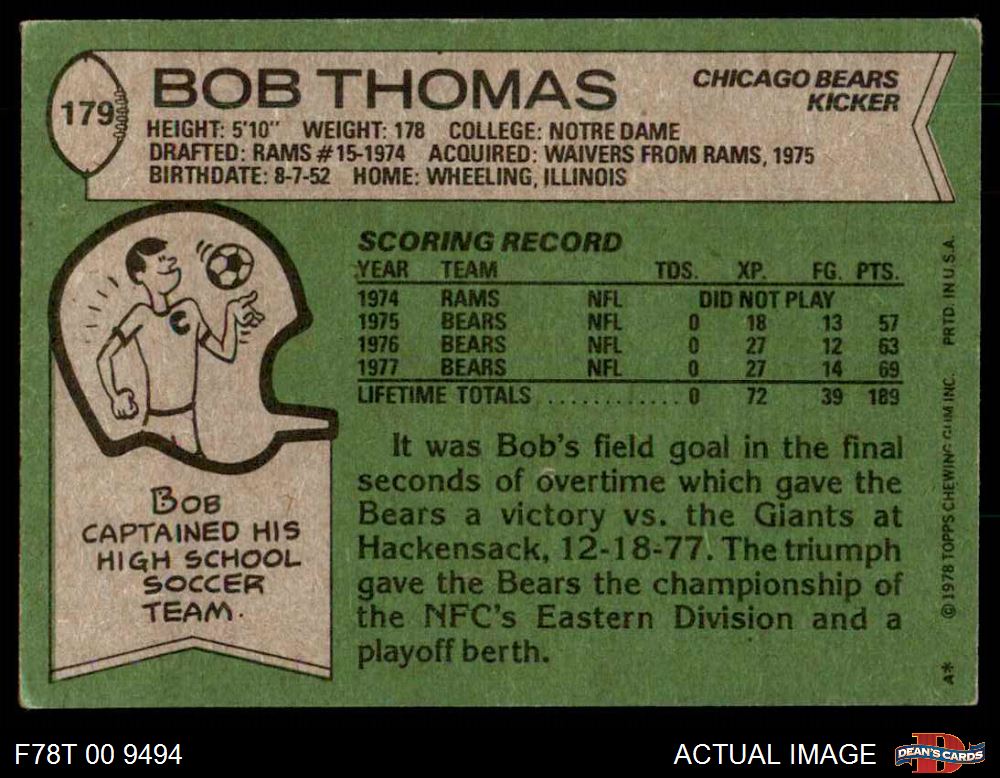 179
BOB THOMAS
CHICAGO BEARS
KICKER
HEIGHT: 5'10" WEIGHT: 178 COLLEGE: NOTRE DAME
DRAFTED: RAMS #15-1974 ACQUIRED: WAIVERS FROM RAMS, 1975
BIRTHDATE: 8-7-52 HOME: WHEELING, ILLINOIS
C
BOB
CAPTAINED HIS
HIGH SCHOOL
SOCCER
TEAM.
SCORING RECORD
YEAR TEAM TDS. XP. FG. PTS.
1974 RAMS NFL DID NOT PLAY
1975 BEARS NFL 0 18 13 57
1976 BEARS NFL 0 27 12 63
1977 BEARS NFL 0 27 14 69
LIFETIME TOTALS ............ 0 72 39 189
It was Bob's field goal in the final
seconds of overtime which gave the
Bears a victory vs. the Giants at
Hackensack, 12-18-77. The triumph
gave the Bears the championship of
the NFC's Eastern Division and a
playoff berth.
A* © 1978 TOPPS CHEWING GUM INC. PRTD. IN U.S.A.
F78T 00 9494
ACTUAL IMAGE
D
DEAN'S CARDS